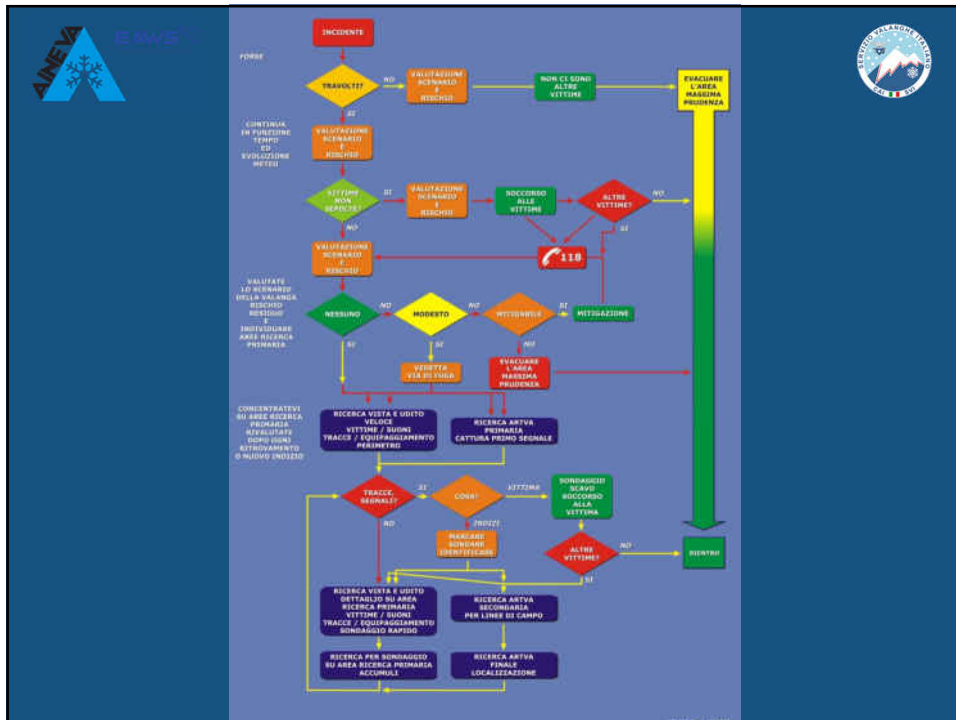 AINEVA
EAWS
SERVIZIO VALANGHE ITALIANO
CAI SVI
INCIDENTE
FORSE
TRAVOLTI?
NO
VALUTAZIONE
SCENARIO
E
RISCHIO
NON CI SONO
ALTRE
VITTIME
EVACUARE
L'AREA
MASSIMA
PRUDENZA
SI
CONTINUA
IN FUNZIONE
TEMPO
ED
EVOLUZIONE
METEO
VALUTAZIONE
SCENARIO
E
RISCHIO
VITTIME
NON
SEPOLTE?
SI
VALUTAZIONE
SCENARIO
E
RISCHIO
SOCCORSO
ALLE
VITTIME
ALTRE
VITTIME?
NO
SI
NO
VALUTAZIONE
SCENARIO
E
RISCHIO
118
VALUTATE
LO SCENARIO
DELLA VALANGA
RISCHIO
RESIDUO
E
INDIVIDUARE
AREE RICERCA
PRIMARIA
NESSUNO
NO
MODESTO
NO
MITIGABILE
SI
MITIGAZIONE
SI
SI
NO
VEDETTA
VIA DI FUGA
EVACUARE
L'AREA
MASSIMA
PRUDENZA
CONCENTRATEVI
SU AREE RICERCA
PRIMARIA
RIVALUTATE
DOPO OGNI
RITROVAMENTO
O NUOVO INDIZIO
RICERCA VISTA E UDITO
VELOCE
VITTIME / SUONI
TRACCE / EQUIPAGGIAMENTO
PERIMETRO
RICERCA ARTVA
PRIMARIA
CATTURA PRIMO SEGNALE
TRACCE,
SEGNALI?
SI
COSA?
VITTIMA
SONDAGGIO
SCAVO
SOCCORSO
ALLA
VITTIMA
NO
INDIZI
MARCARE
SONDARE
IDENTIFICARE
ALTRE
VITTIME?
NO
RIENTRO
SI
RICERCA VISTA E UDITO
DETTAGLIO SU AREA
RICERCA PRIMARIA
VITTIME / SUONI
TRACCE / EQUIPAGGIAMENTO
SONDAGGIO RAPIDO
RICERCA ARTVA
SECONDARIA
PER LINEE DI CAMPO
RICERCA PER SONDAGGIO
SU AREA RICERCA PRIMARIA
ACCUMULI
RICERCA ARTVA
FINALE
LOCALIZIAZIONE